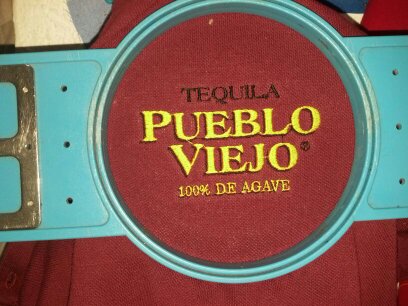 TEQUILA
PUEBLO
VIEJO®
100% DE AGAVE